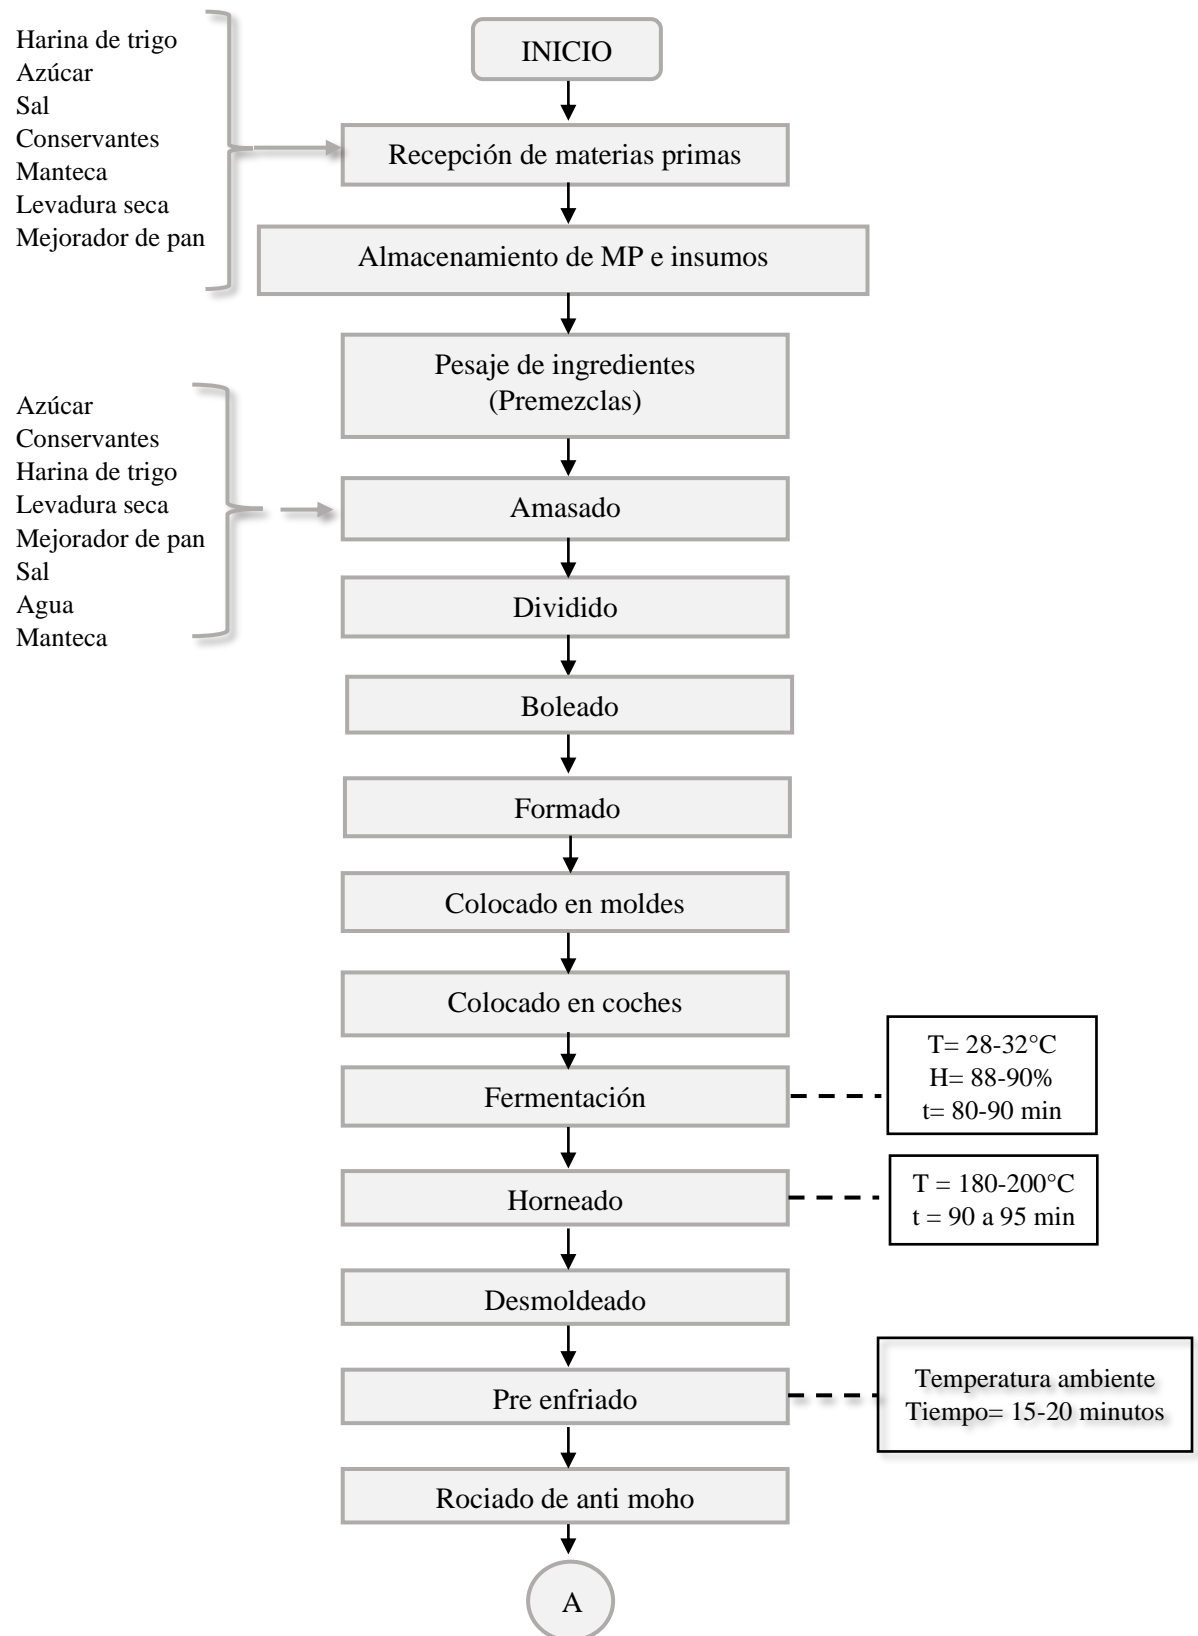 Harina de trigo
Azúcar
Sal
Conservantes
Manteca
Levadura seca
Mejorador de pan
INICIO
Recepción de materias primas
Almacenamiento de MP e insumos
Pesaje de ingredientes
(Premezclas)
Azúcar
Conservantes
Harina de trigo
Levadura seca
Mejorador de pan
Sal
Agua
Manteca
Amasado
Dividido
Boleado
Formado
Colocado en moldes
Colocado en coches
Fermentación
T= 28-32°C
H= 88-90%
t= 80-90 min
Horneado
T = 180-200°C
t = 90 a 95 min
Desmoldeado
Pre enfriado
Temperatura ambiente
Tiempo= 15-20 minutos
Rociado de anti moho
A